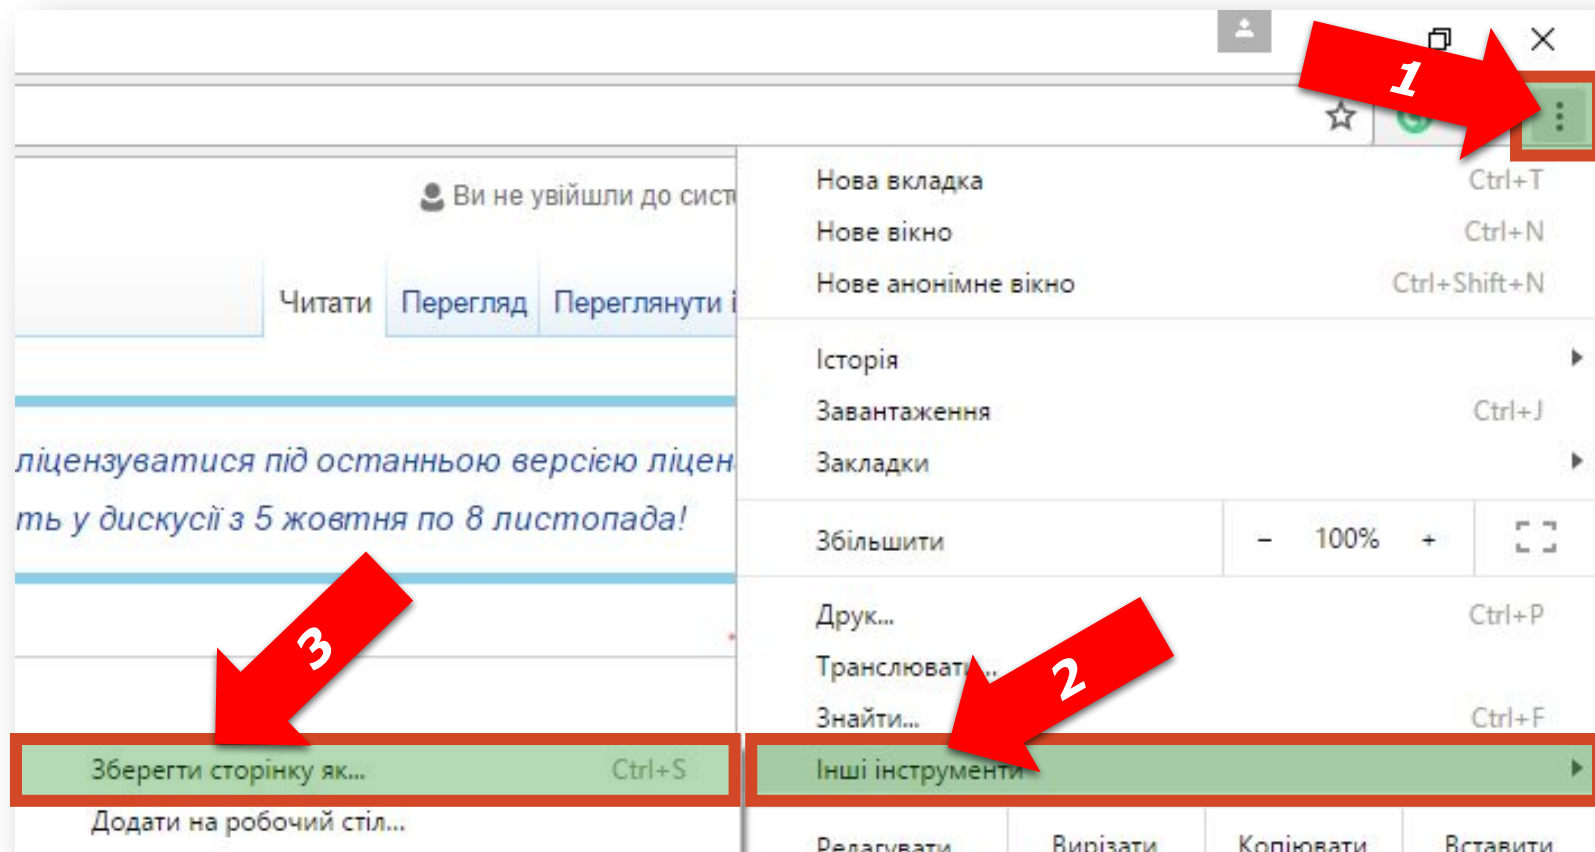 1
Ви не увійшли до сист
Читати Перегляд Переглянути і
ліцензуватися під останньою версією ліцен
ть у дискусії з 5 жовтня по 8 листопада!
3
Зберегти сторінку як... Ctrl+S
Додати на робочий стіл...
Нова вкладка Ctrl+T
Нове вікно Ctrl+N
Нове анонімне вікно Ctrl+Shift+N
Історія
Завантаження Ctrl+J
Закладки
Збільшити − 100% +
Друк... Ctrl+P
Транслювати...
2
Знайти... Ctrl+F
Інші інструменти
Редагувати Вирізати Копіювати Вставити